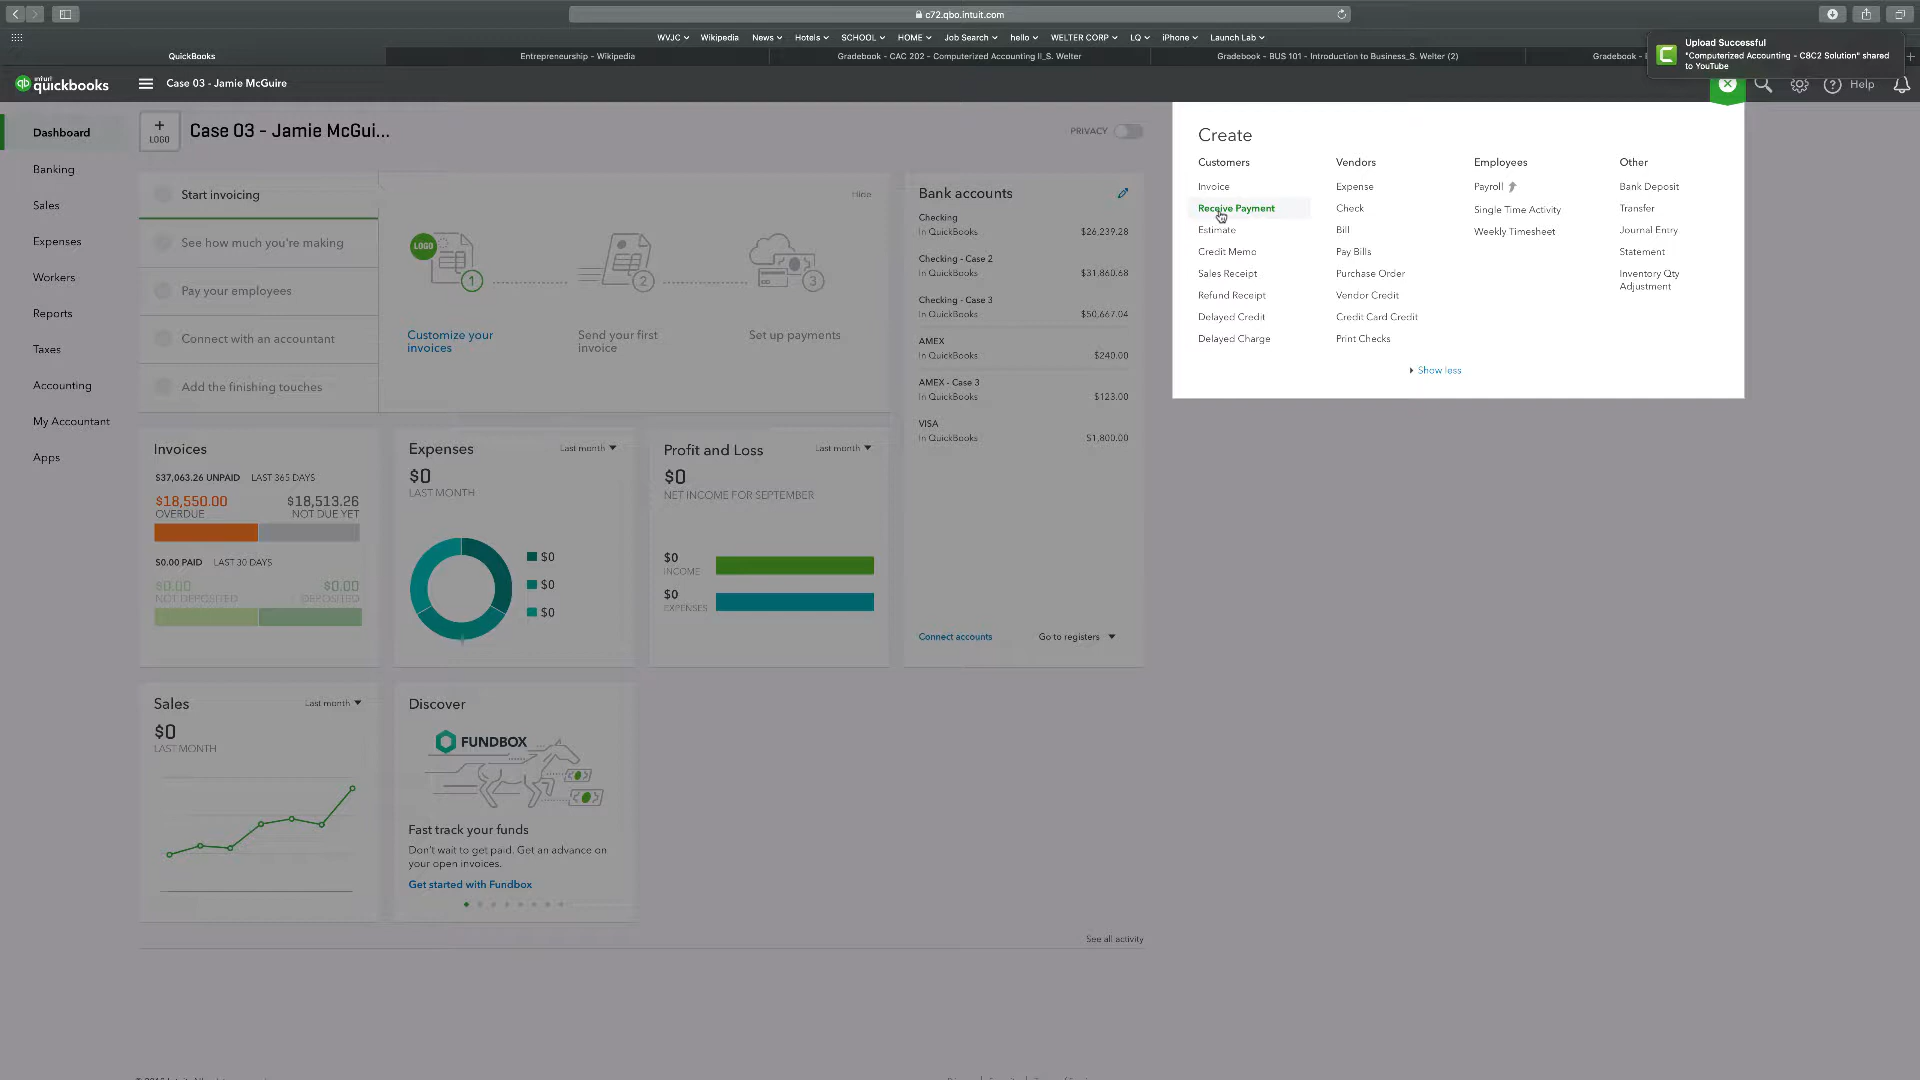 c72.qbo.intuit.com
WVJC Wikipedia News Hotels SCHOOL HOME Job Search hello WELTER CORP LQ iPhone Launch Lab
QuickBooks
Entrepreneurship - Wikipedia
Gradebook - CAC 202 - Computerized Accounting II_S. Welter
Gradebook - BUS 101 - Introduction to Business_S. Welter (2)
Gradebook -
Upload Successful
"Computerized Accounting - C8C2 Solution" shared
to YouTube
intuit
quickbooks
Case 03 - Jamie McGuire
Help
Dashboard
Banking
Sales
Expenses
Workers
Reports
Taxes
Accounting
My Accountant
Apps
+
LOGO
Case 03 - Jamie McGui...
PRIVACY
Start invoicing
See how much you're making
Pay your employees
Connect with an accountant
Add the finishing touches
Hide
LOGO
1
2
3
Customize your
invoices
Send your first
invoice
Set up payments
Bank accounts
Checking
In QuickBooks $26,239.28
Checking - Case 2
In QuickBooks $31,860.68
Checking - Case 3
In QuickBooks $50,667.04
AMEX
In QuickBooks $240.00
AMEX - Case 3
In QuickBooks $123.00
VISA
In QuickBooks $1,800.00
Connect accounts
Go to registers
Create
Customers
Invoice
Receive Payment
Estimate
Credit Memo
Sales Receipt
Refund Receipt
Delayed Credit
Delayed Charge
Vendors
Expense
Check
Bill
Pay Bills
Purchase Order
Vendor Credit
Credit Card Credit
Print Checks
Employees
Payroll
Single Time Activity
Weekly Timesheet
Other
Bank Deposit
Transfer
Journal Entry
Statement
Inventory Qty
Adjustment
Show less
Invoices
$37,063.26 UNPAID LAST 365 DAYS
$18,550.00 $18,513.26
OVERDUE NOT DUE YET
$0.00 PAID LAST 30 DAYS
$0.00 $0.00
NOT DEPOSITED DEPOSITED
Expenses
Last month
$0
LAST MONTH
$0
$0
$0
Profit and Loss
Last month
$0
NET INCOME FOR SEPTEMBER
$0
INCOME
$0
EXPENSES
Sales
Last month
$0
LAST MONTH
Discover
FUNDBOX
Fast track your funds
Don't wait to get paid. Get an advance on
your open invoices.
Get started with Fundbox
See all activity